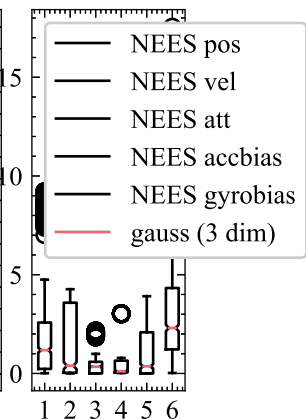 15
NEES pos
NEES vel
NEES att
NEES accbias
NEES gyrobias
gauss (3 dim)
10
5
0
1 2 3 4 5 6